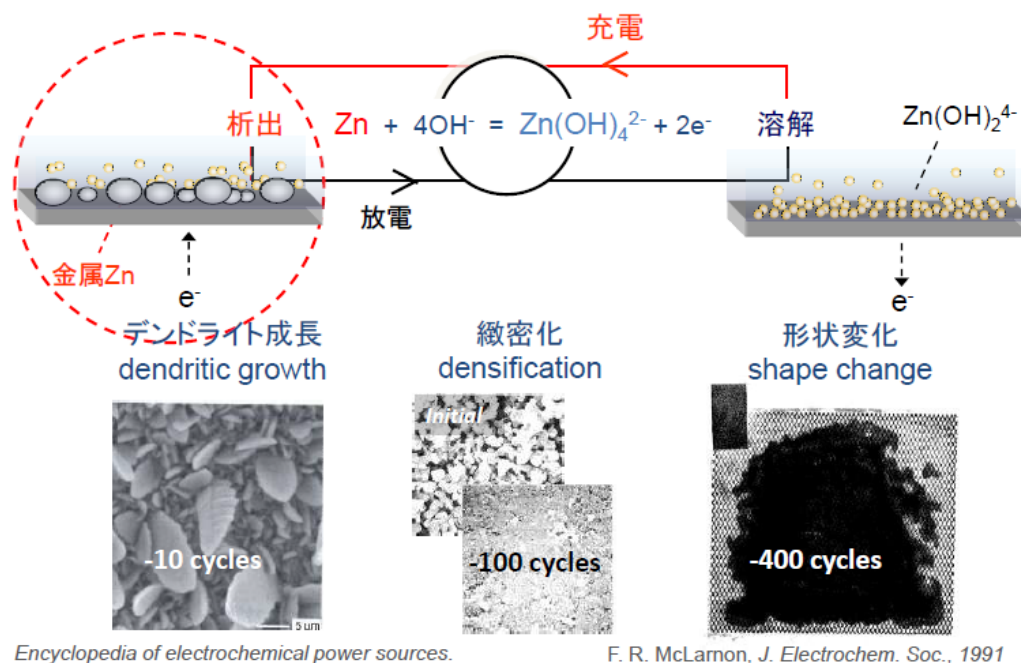 充電
析出 Zn + 4OH- = Zn(OH)42- + 2e- 溶解
Zn(OH)24-
放電
金属Zn
e-
e-
デンドライト成長
dendritic growth
緻密化
densification
形状変化
shape change
Initial
-10 cycles
-100 cycles
-400 cycles
5 um
Encyclopedia of electrochemical power sources.
F. R. McLarnon, J. Electrochem. Soc., 1991